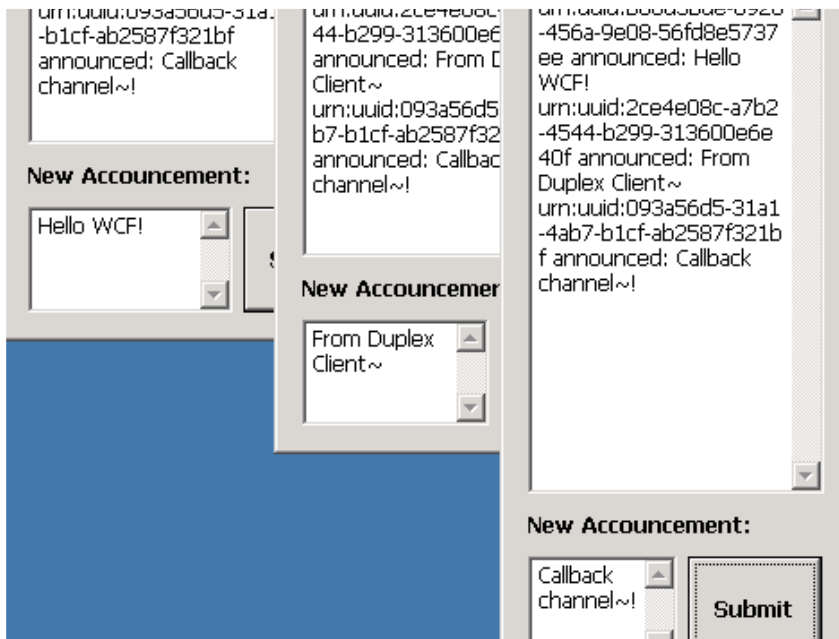 -b1cf-ab2587f321bf
announced: Callback
channel~!
New Accouncement:
Hello WCF!
44-b299-313600e6
announced: From D
Client~
urn:uuid:093a56d5
b7-b1cf-ab2587f32
announced: Callbac
channel~!
New Accouncemer
From Duplex
Client~
-456a-9e08-56fd8e5737
ee announced: Hello
WCF!
urn:uuid:2ce4e08c-a7b2
-4544-b299-313600e6e
40f announced: From
Duplex Client~
urn:uuid:093a56d5-31a1
-4ab7-b1cf-ab2587f321b
f announced: Callback
channel~!
New Accouncement:
Callback
channel~!
Submit